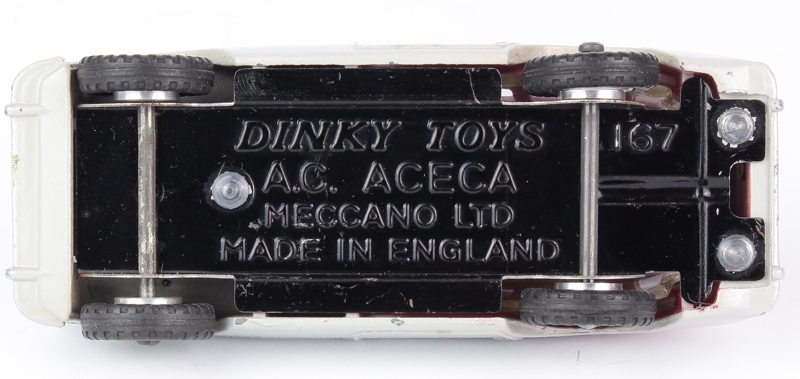 DINKY TOYS 167
A.C. ACECA
MECCANO LTD
MADE IN ENGLAND